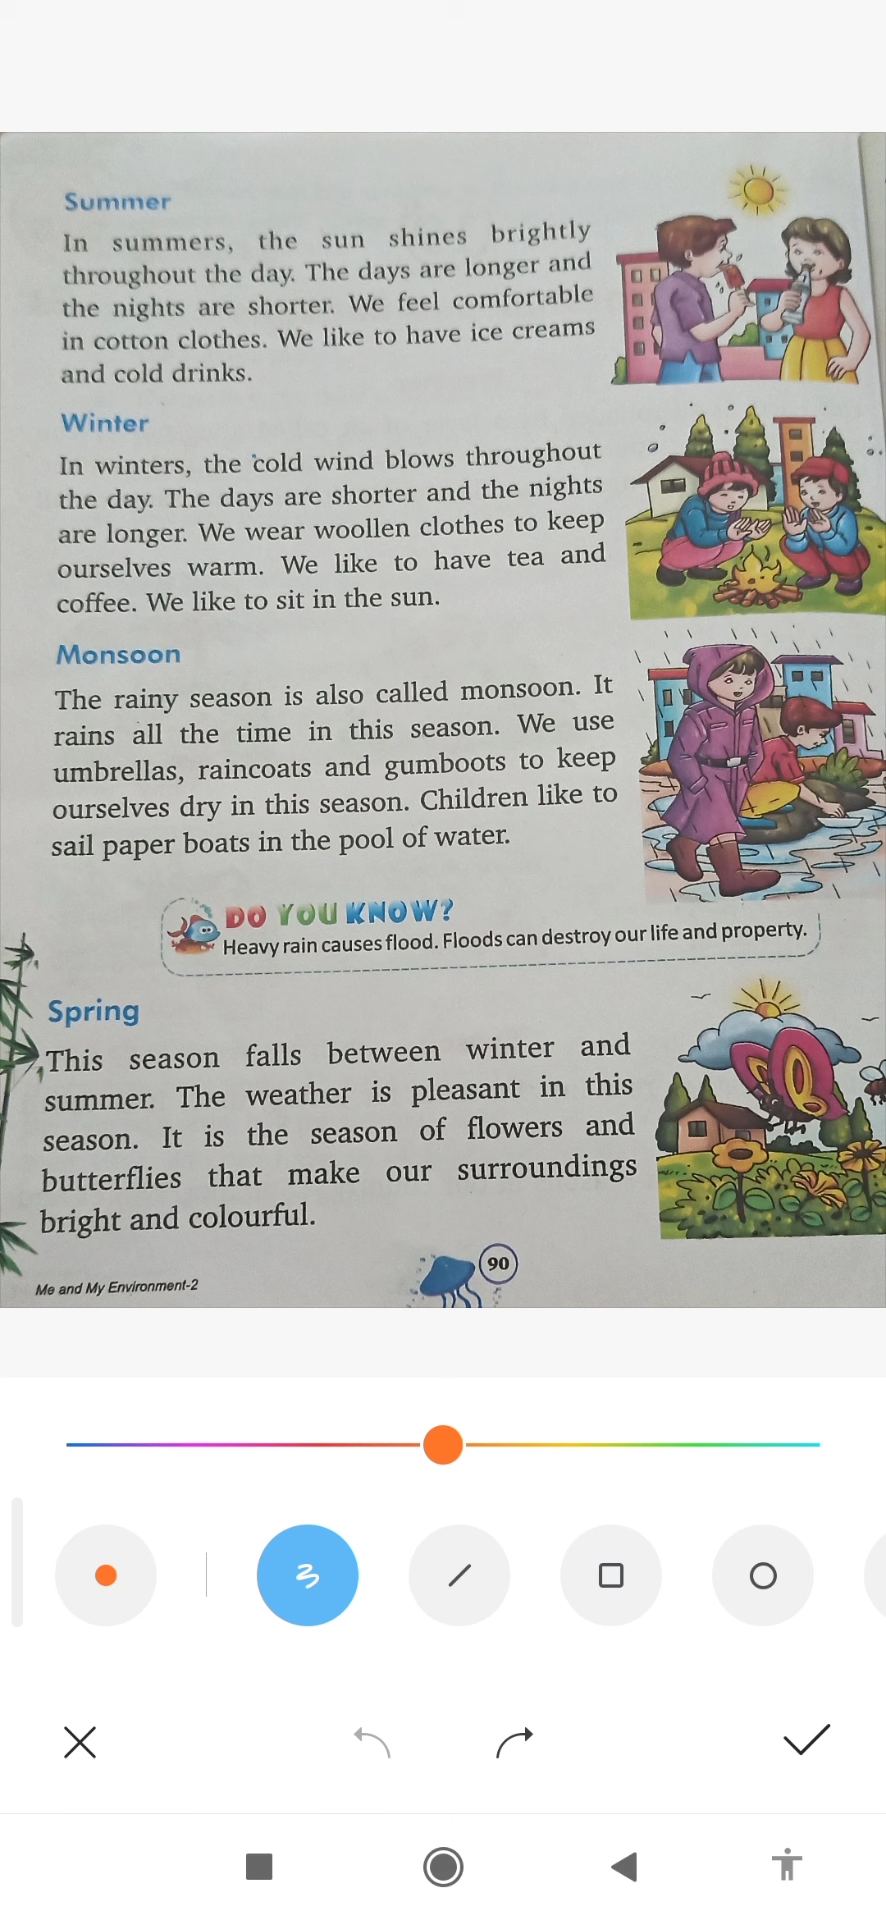 Summer
In summers, the sun shines brightly
throughout the day. The days are longer and
the nights are shorter. We feel comfortable
in cotton clothes. We like to have ice creams
and cold drinks.
Winter
In winters, the cold wind blows throughout
the day. The days are shorter and the nights
are longer. We wear woollen clothes to keep
ourselves warm. We like to have tea and
coffee. We like to sit in the sun.
Monsoon
The rainy season is also called monsoon. It
rains all the time in this season. We use
umbrellas, raincoats and gumboots to keep
ourselves dry in this season. Children like to
sail paper boats in the pool of water.
DO YOU KNOW?
Heavy rain causes flood. Floods can destroy our life and property.
Spring
This season falls between winter and
summer. The weather is pleasant in this
season. It is the season of flowers and
butterflies that make our surroundings
bright and colourful.
90
Me and My Environment-2